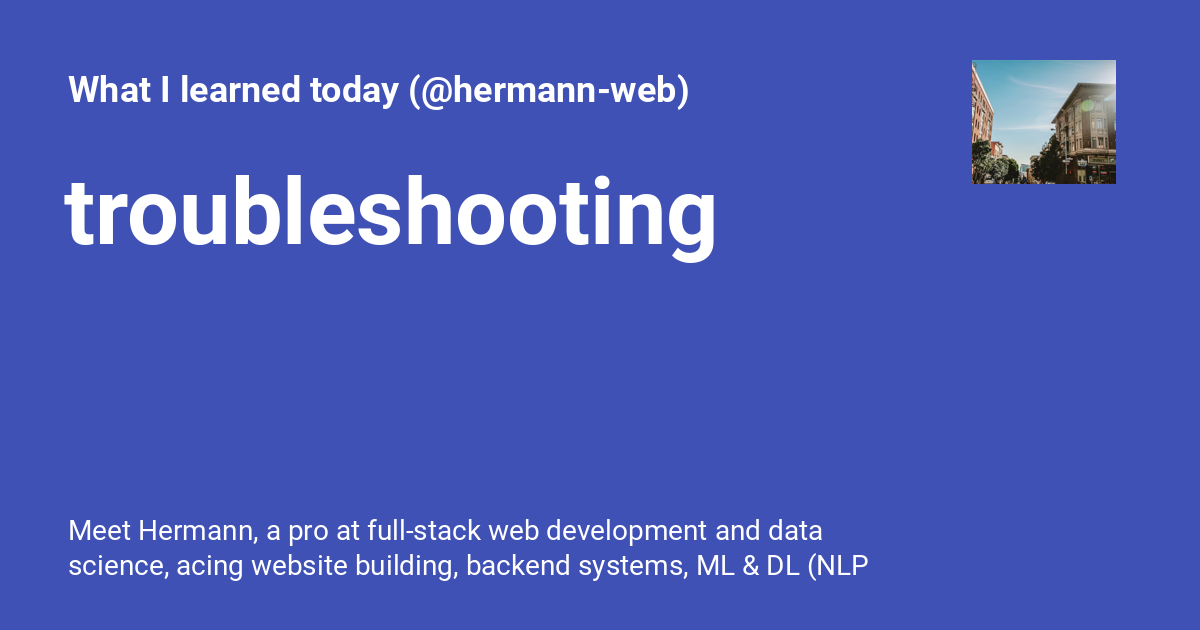 What I learned today (@hermann-web)
troubleshooting
Meet Hermann, a pro at full-stack web development and data
science, acing website building, backend systems, ML & DL (NLP